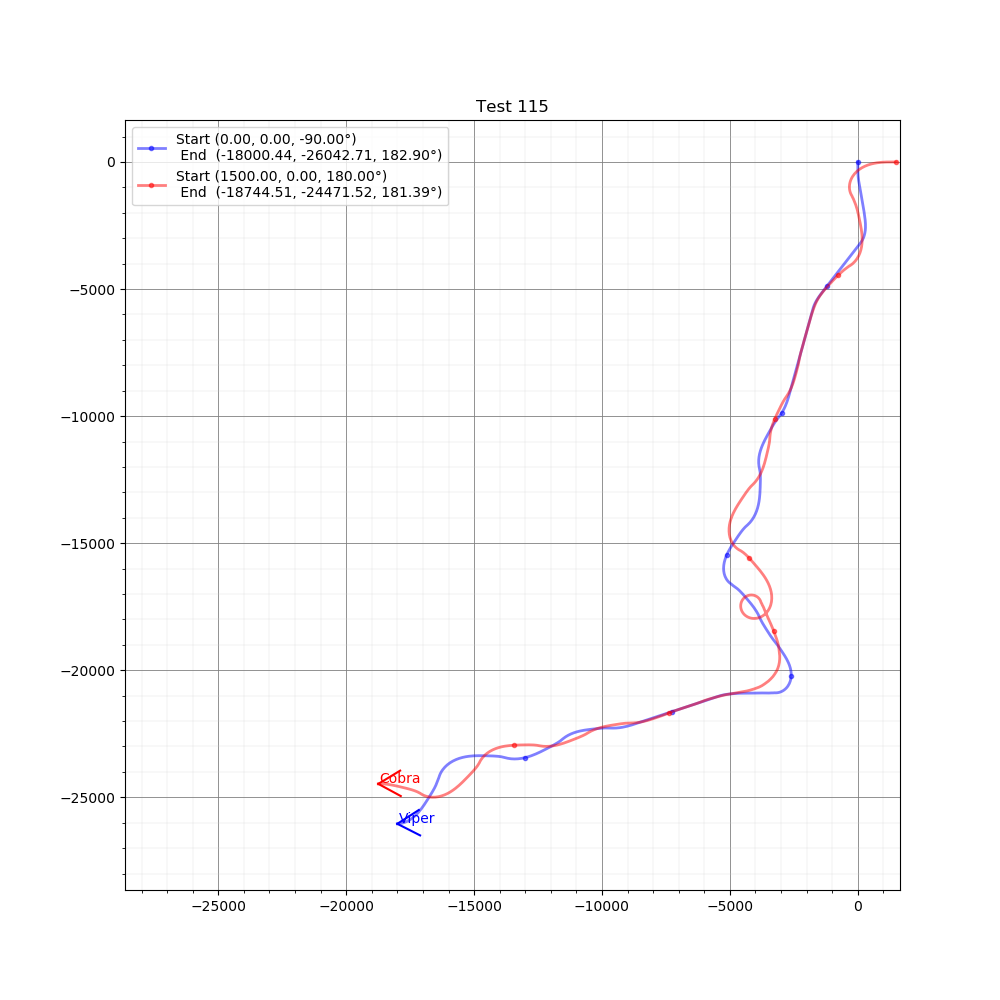 Test 115
Start (0.00, 0.00, -90.00°)
End  (-18000.44, -26042.71, 182.90°)
Start (1500.00, 0.00, 180.00°)
End  (-18744.51, -24471.52, 181.39°)
0
−5000
−10000
−15000
−20000
−25000
Cobra
Viper
−25000
−20000
−15000
−10000
−5000
0